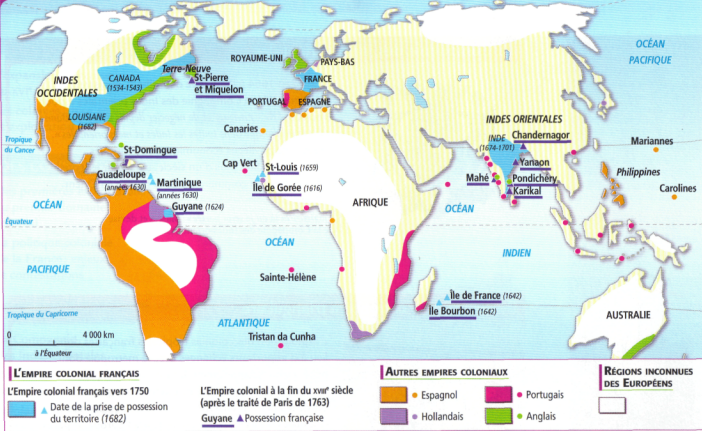 OCÉAN
PACIFIQUE
ROYAUME-UNI
PAYS-BAS
FRANCE
PORTUGAL
ESPAGNE
Terre-Neuve
St-Pierre
et Miquelon
INDES
OCCIDENTALES
CANADA
(1534-1543)
LOUISIANE
(1682)
Tropique
du Cancer
Canaries
INDES ORIENTALES
INDE
(1674-1701)
Chandernagor
Mariannes
St-Domingue
Cap Vert
St-Louis (1659)
Yanaon
Philippines
Guadeloupe
(années 1630)
Martinique
(années 1630)
Île de Gorée (1616)
Mahé
Pondichéry
Karikal
Carolines
Guyane (1624)
AFRIQUE
OCÉAN
OCÉAN
Équateur
OCÉAN
INDIEN
PACIFIQUE
Sainte-Hélène
Île de France (1642)
Île Bourbon (1642)
Tropique du Capricorne
AUSTRALIE
ATLANTIQUE
0 4 000 km
à l'Équateur
Tristan da Cunha
L'EMPIRE COLONIAL FRANÇAIS
L'Empire colonial français vers 1750
Date de la prise de possession
du territoire (1682)
L'Empire colonial à la fin du XVIIIe siècle
(après le traité de Paris de 1763)
Guyane Possession française
AUTRES EMPIRES COLONIAUX
Espagnol
Portugais
Hollandais
Anglais
RÉGIONS INCONNUES
DES EUROPÉENS